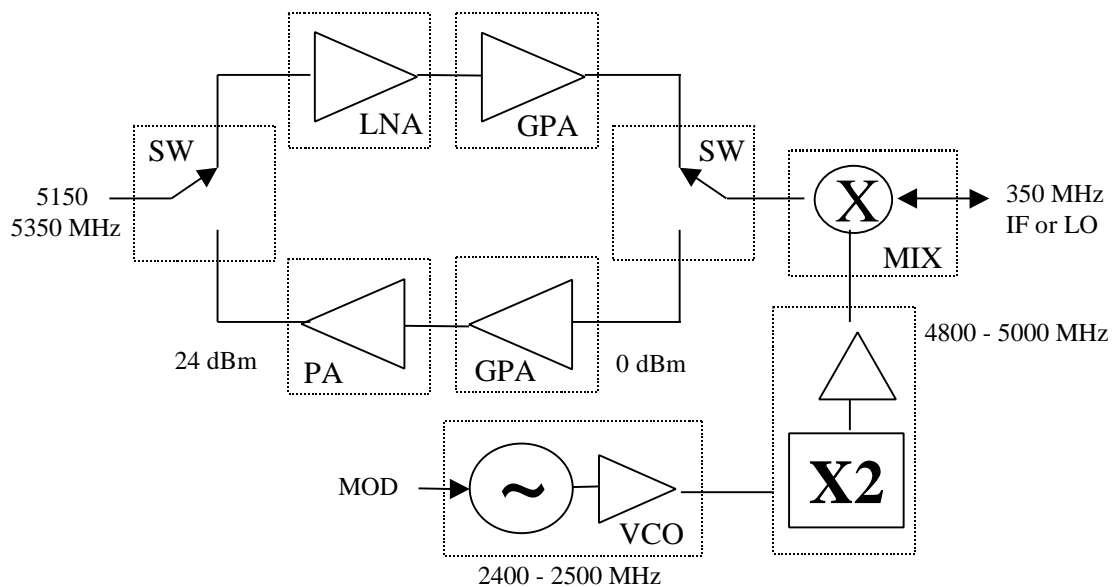 LNA
GPA
SW
SW
5150
5350 MHz
X
350 MHz
IF or LO
MIX
24 dBm
PA
GPA
0 dBm
4800 - 5000 MHz
MOD
~
VCO
X2
2400 - 2500 MHz